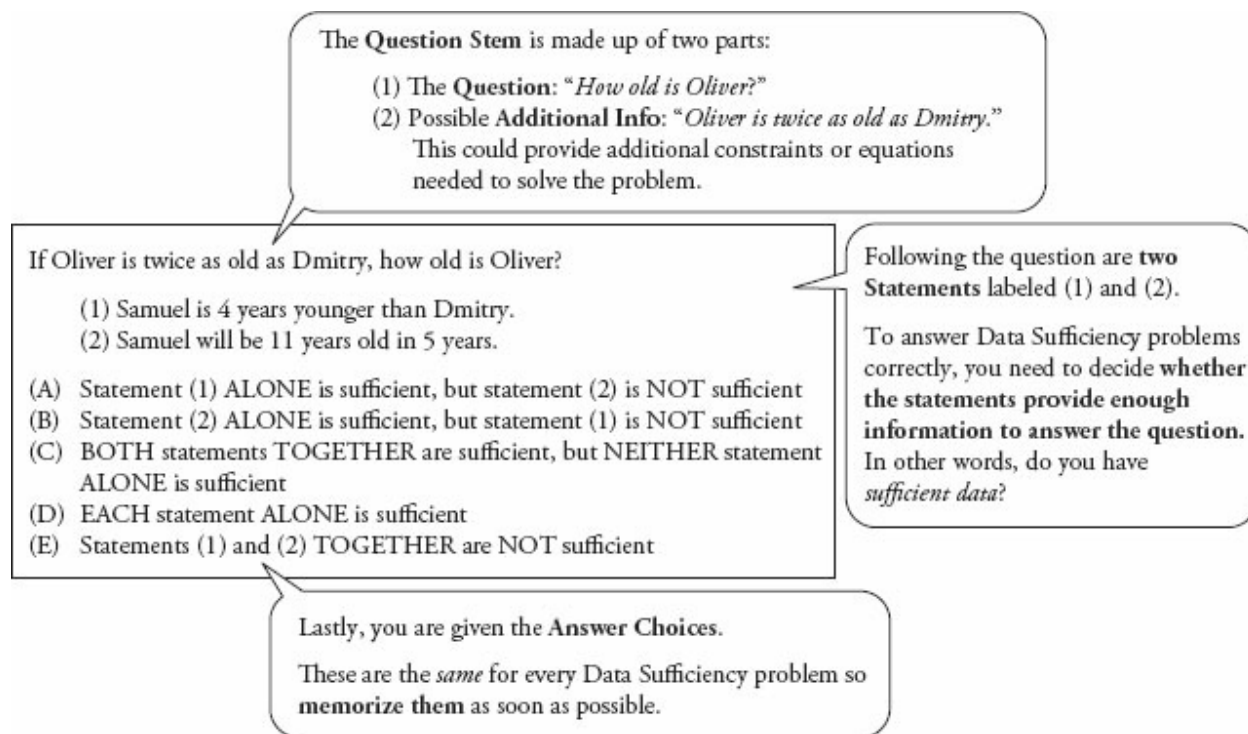 The Question Stem is made up of two parts:
(1) The Question: “How old is Oliver?”
(2) Possible Additional Info: “Oliver is twice as old as Dmitry.”
This could provide additional constraints or equations
needed to solve the problem.
If Oliver is twice as old as Dmitry, how old is Oliver?
(1) Samuel is 4 years younger than Dmitry.
(2) Samuel will be 11 years old in 5 years.
(A) Statement (1) ALONE is sufficient, but statement (2) is NOT sufficient
(B) Statement (2) ALONE is sufficient, but statement (1) is NOT sufficient
(C) BOTH statements TOGETHER are sufficient, but NEITHER statement
ALONE is sufficient
(D) EACH statement ALONE is sufficient
(E) Statements (1) and (2) TOGETHER are NOT sufficient
Following the question are two
Statements labeled (1) and (2).
To answer Data Sufficiency problems
correctly, you need to decide whether
the statements provide enough
information to answer the question.
In other words, do you have
sufficient data?
Lastly, you are given the Answer Choices.
These are the same for every Data Sufficiency problem so
memorize them as soon as possible.